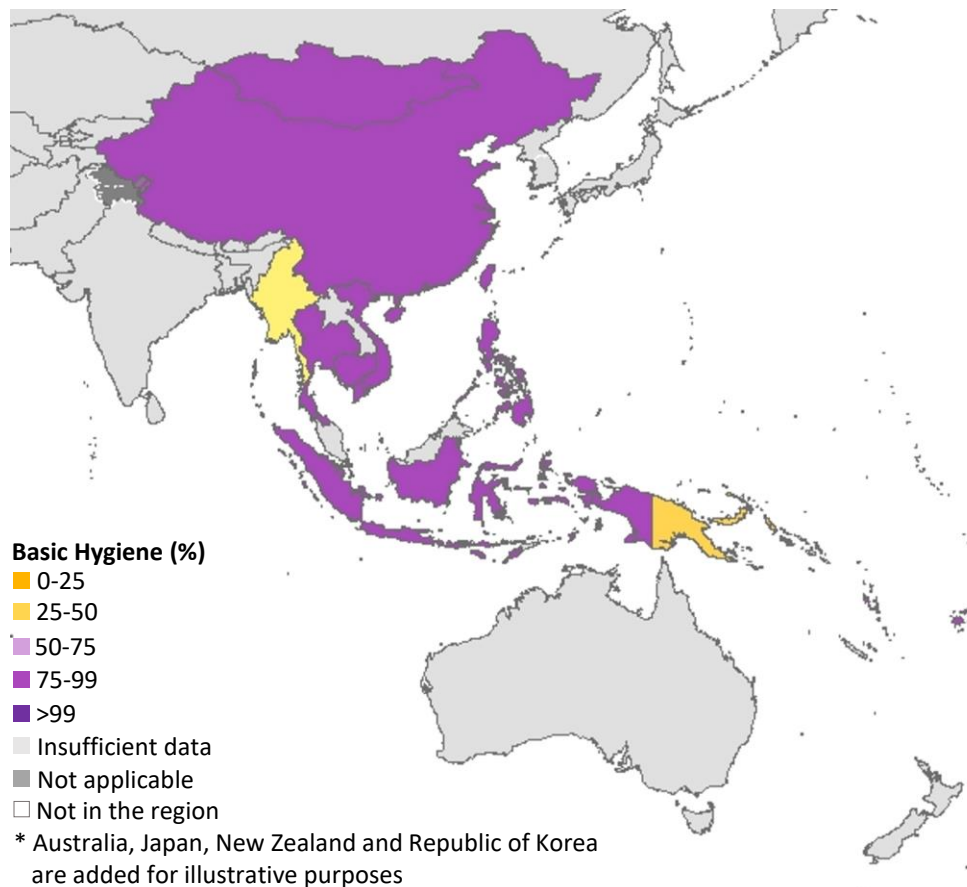 Basic Hygiene (%)
0-25
25-50
50-75
75-99
>99
Insufficient data
Not applicable
Not in the region
* Australia, Japan, New Zealand and Republic of Korea
are added for illustrative purposes